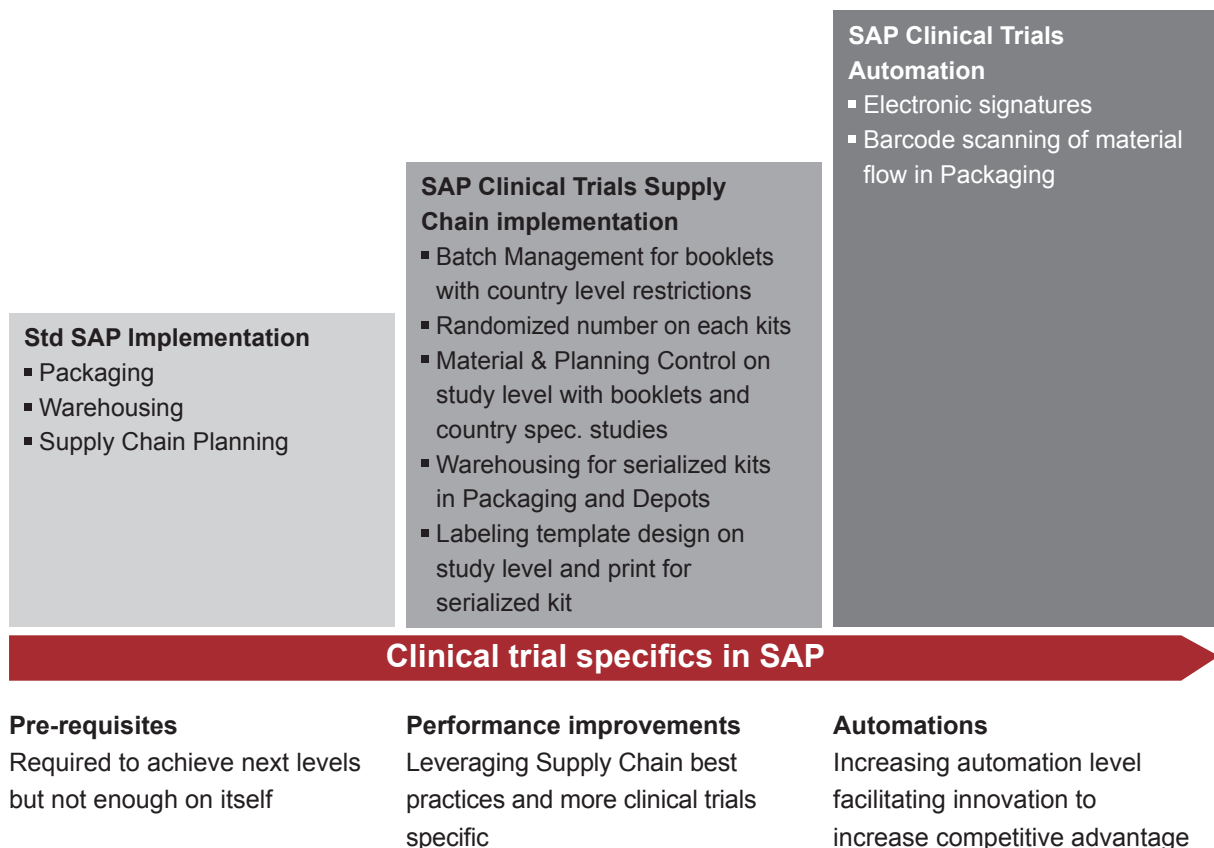 SAP Clinical Trials
Automation
▪ Electronic signatures
▪ Barcode scanning of material
flow in Packaging
SAP Clinical Trials Supply
Chain implementation
▪ Batch Management for booklets
with country level restrictions
▪ Randomized number on each kits
▪ Material & Planning Control on
study level with booklets and
country spec. studies
▪ Warehousing for serialized kits
in Packaging and Depots
▪ Labeling template design on
study level and print for
serialized kit
Std SAP Implementation
▪ Packaging
▪ Warehousing
▪ Supply Chain Planning
Clinical trial specifics in SAP
Pre-requisites
Required to achieve next levels
but not enough on itself
Performance improvements
Leveraging Supply Chain best
practices and more clinical trials
specific
Automations
Increasing automation level
facilitating innovation to
increase competitive advantage